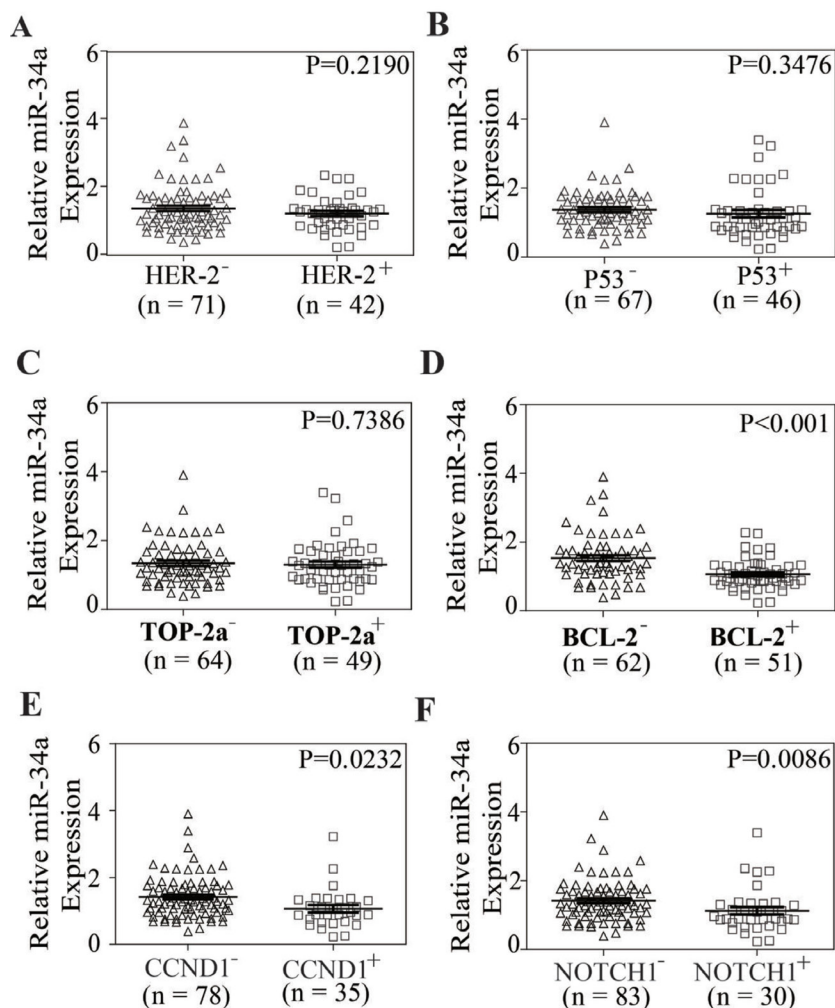 A
Relative miR-34a
Expression
6
4
2
0
P=0.2190
HER-2⁻
(n = 71)
HER-2⁺
(n = 42)
B
Relative miR-34a
Expression
6
4
2
0
P=0.3476
P53⁻
(n = 67)
P53⁺
(n = 46)
C
Relative miR-34a
Expression
6
4
2
0
P=0.7386
TOP-2a⁻
(n = 64)
TOP-2a⁺
(n = 49)
D
Relative miR-34a
Expression
6
4
2
0
P<0.001
BCL-2⁻
(n = 62)
BCL-2⁺
(n = 51)
E
Relative miR-34a
Expression
6
4
2
0
P=0.0232
CCND1⁻
(n = 78)
CCND1⁺
(n = 35)
F
Relative miR-34a
Expression
6
4
2
0
P=0.0086
NOTCH1⁻
(n = 83)
NOTCH1⁺
(n = 30)